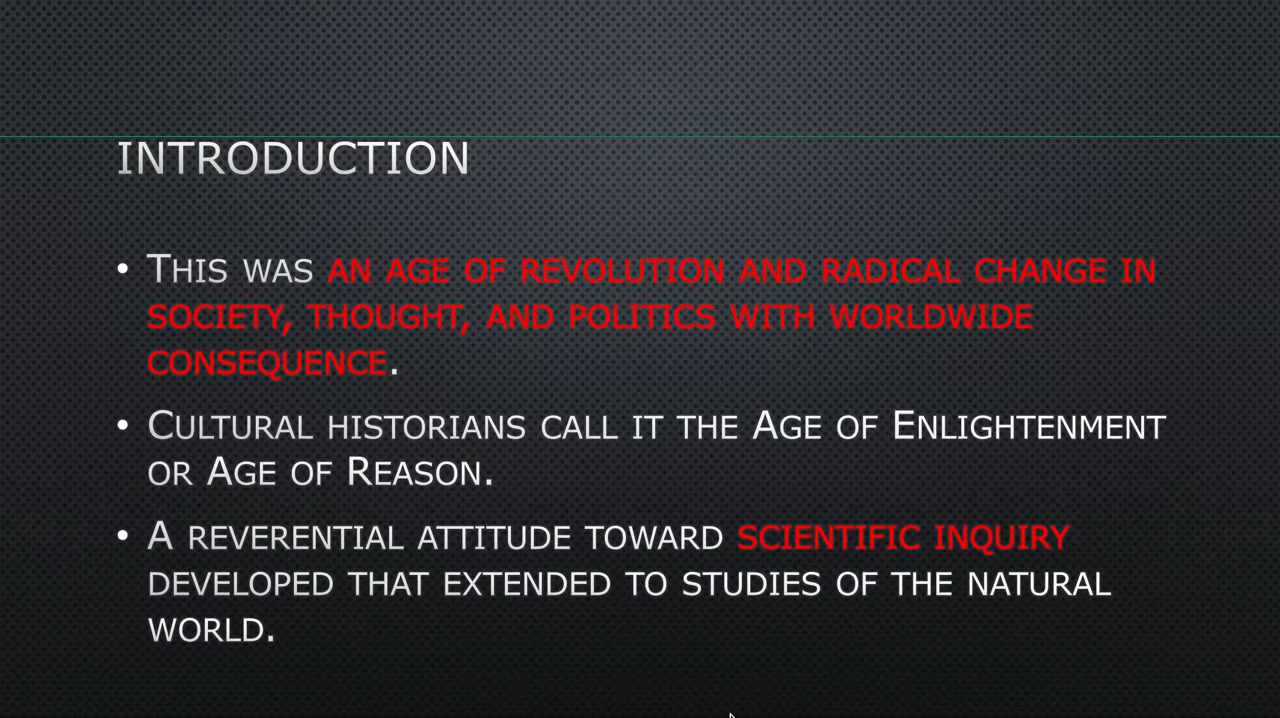 INTRODUCTION
• THIS WAS AN AGE OF REVOLUTION AND RADICAL CHANGE IN
SOCIETY, THOUGHT, AND POLITICS WITH WORLDWIDE
CONSEQUENCE.
• CULTURAL HISTORIANS CALL IT THE AGE OF ENLIGHTENMENT
OR AGE OF REASON.
• A REVERENTIAL ATTITUDE TOWARD SCIENTIFIC INQUIRY
DEVELOPED THAT EXTENDED TO STUDIES OF THE NATURAL
WORLD.